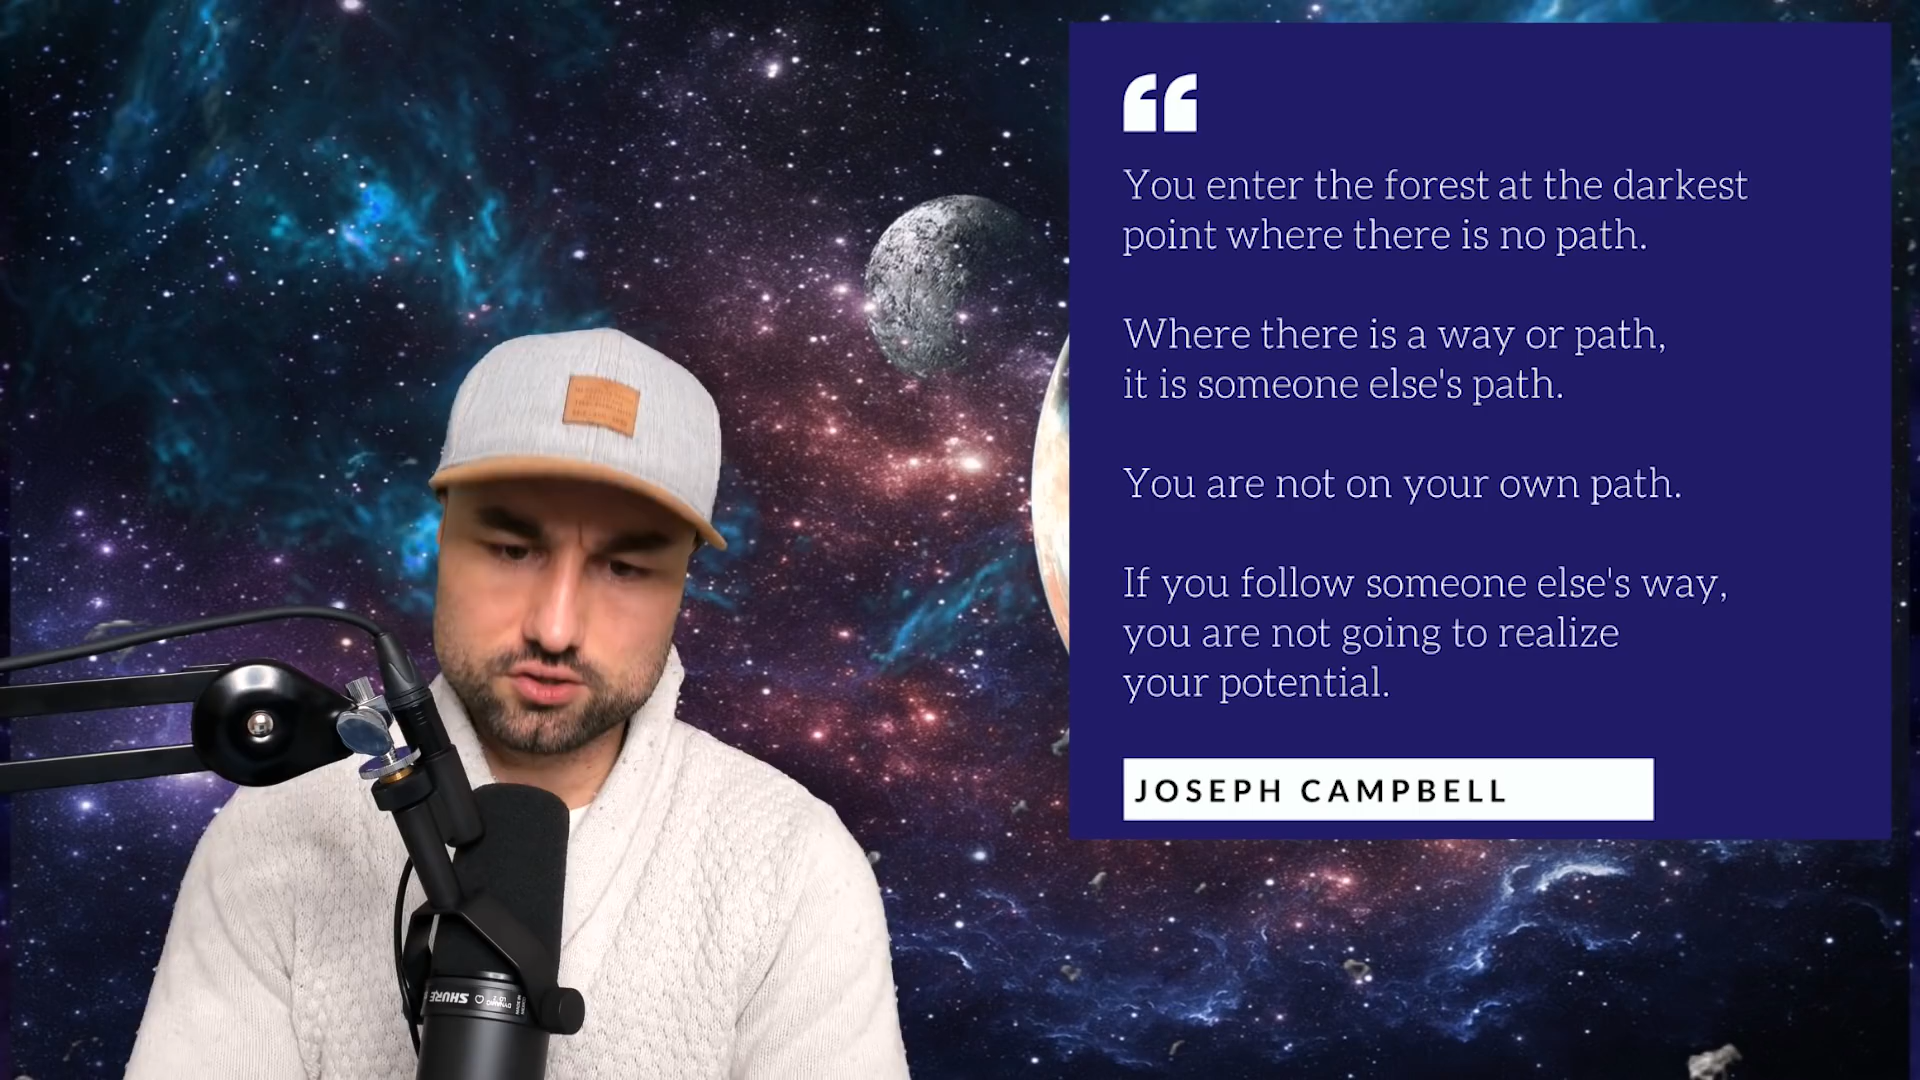 “
You enter the forest at the darkest
point where there is no path.
Where there is a way or path,
it is someone else's path.
You are not on your own path.
If you follow someone else's way,
you are not going to realize
your potential.
JOSEPH CAMPBELL
SHURE